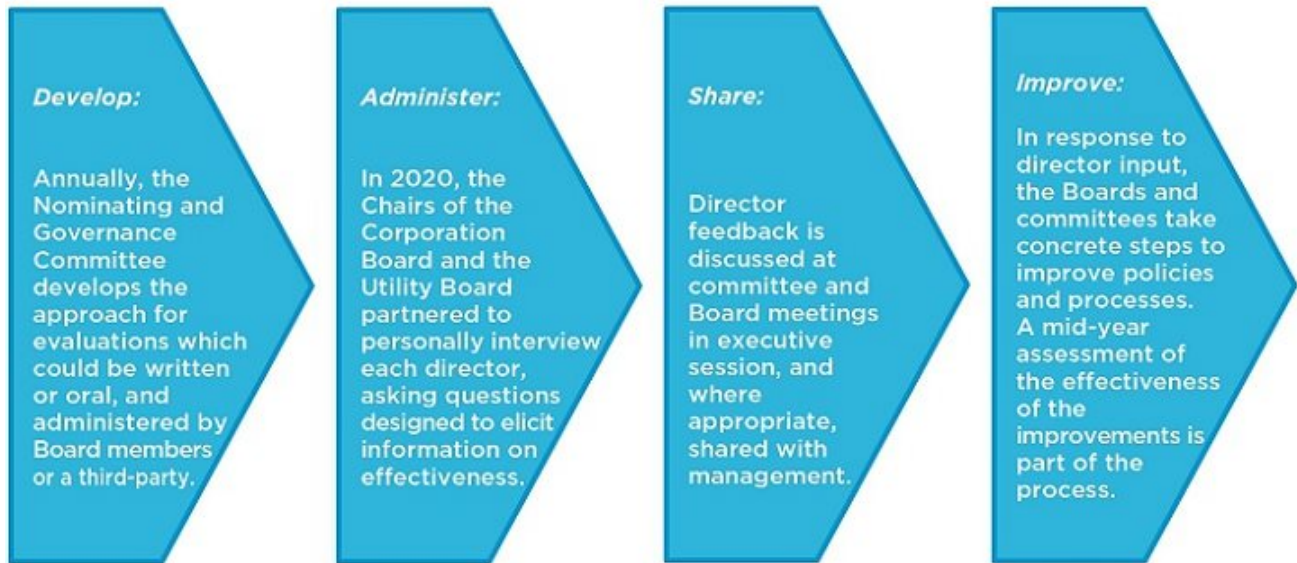 Develop:
Annually, the
Nominating and
Governance
Committee
develops the
approach for
evaluations which
could be written
or oral, and
administered by
Board members
or a third-party.
Administer:
In 2020, the
Chairs of the
Corporation
Board and the
Utility Board
partnered to
personally interview
each director,
asking questions
designed to elicit
information on
effectiveness.
Share:
Director
feedback is
discussed at
committee and
Board meetings
in executive
session, and
where
appropriate,
shared with
management.
Improve:
In response to
director input,
the Boards and
committees take
concrete steps to
improve policies
and processes.
A mid-year
assessment of
the effectiveness
of the
improvements is
part of the
process.